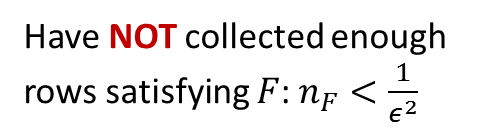 Have NOT collected enough
rows satisfying F: n_F < 1/ϵ²